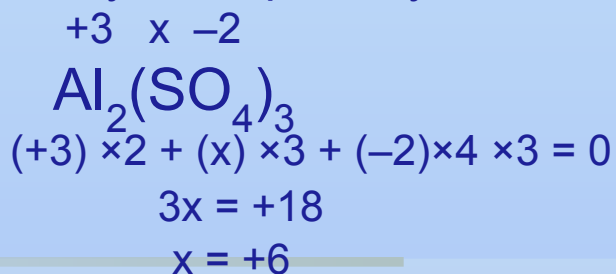 +3 x –2
Al₂(SO₄)₃
(+3) ×2 + (x) ×3 + (–2)×4 ×3 = 0
3x = +18
x = +6